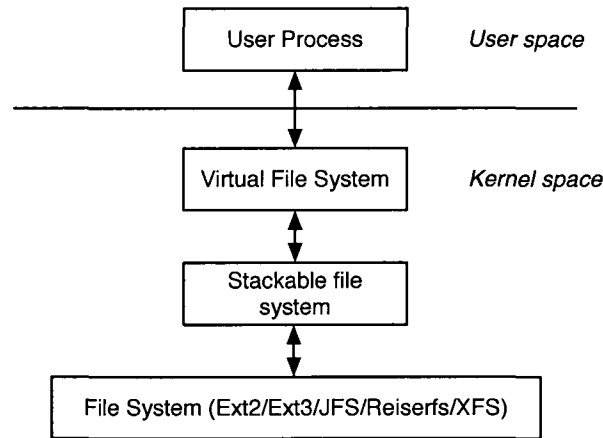 User Process
User space
Virtual File System
Kernel space
Stackable file
system
File System (Ext2/Ext3/JFS/Reiserfs/XFS)